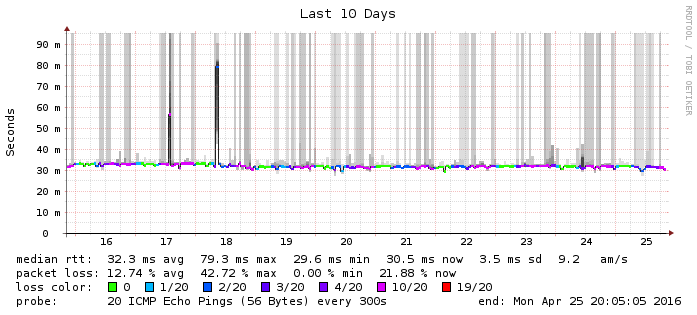 Last 10 Days
RRDTOOL / TOBI OETIKER
Seconds
90 m
80 m
70 m
60 m
50 m
40 m
30 m
20 m
10 m
0
16 17 18 19 20 21 22 23 24 25
median rtt: 32.3 ms avg 79.3 ms max 29.6 ms min 30.5 ms now 3.5 ms sd 9.2 am/s
packet loss: 12.74 % avg 42.72 % max 0.00 % min 21.88 % now
loss color: 0 1/20 2/20 3/20 4/20 10/20 19/20
probe: 20 ICMP Echo Pings (56 Bytes) every 300s end: Mon Apr 25 20:05:05 2016